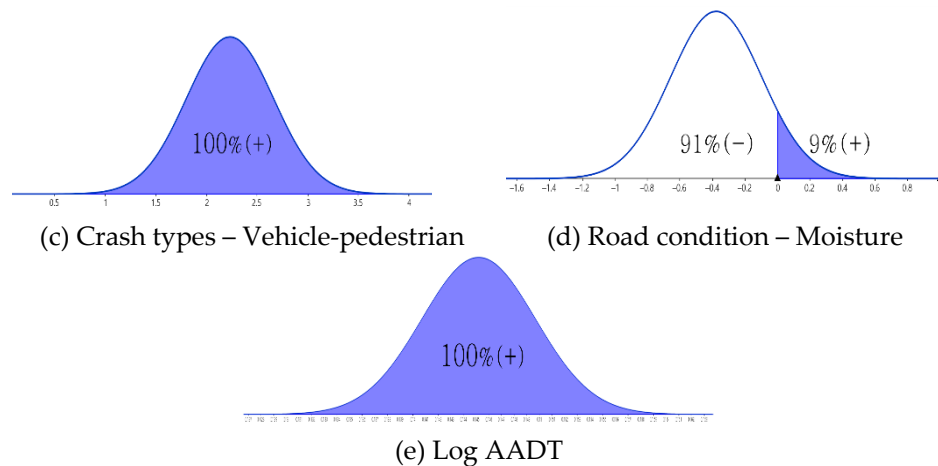 100%(+)
91%(-) 9%(+)
0.5 1 1.5 2 2.5 3 3.5 4
-1.6 -1.4 -1.2 -1 -0.8 -0.6 -0.4 -0.2 0 0.2 0.4 0.6 0.8
(c) Crash types – Vehicle-pedestrian
(d) Road condition – Moisture
100%(+)
(e) Log AADT